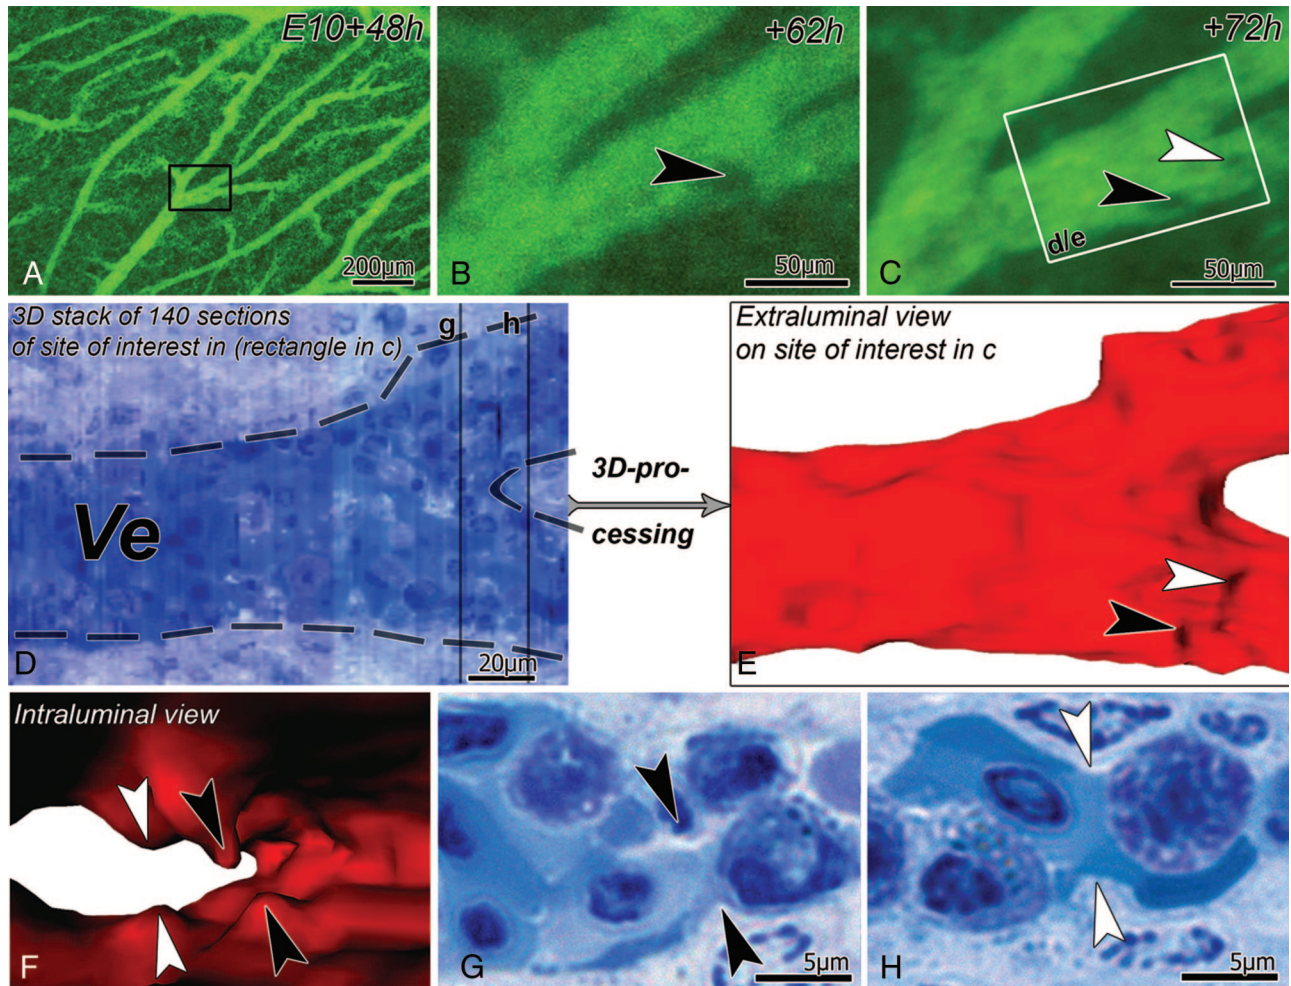 E10+48h
A
200µm
+62h
B
50µm
+72h
d/e
C
50µm
3D stack of 140 sections
of site of interest in (rectangle in c)
g
h
Ve
D
20µm
3D-pro-
cessing
Extraluminal view
on site of interest in c
E
Intraluminal view
F
G
5µm
H
5µm